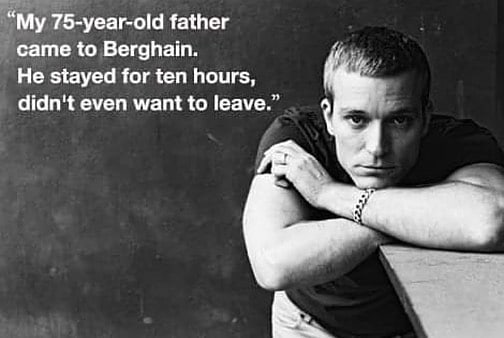 “My 75-year-old father
came to Berghain.
He stayed for ten hours,
didn't even want to leave.”